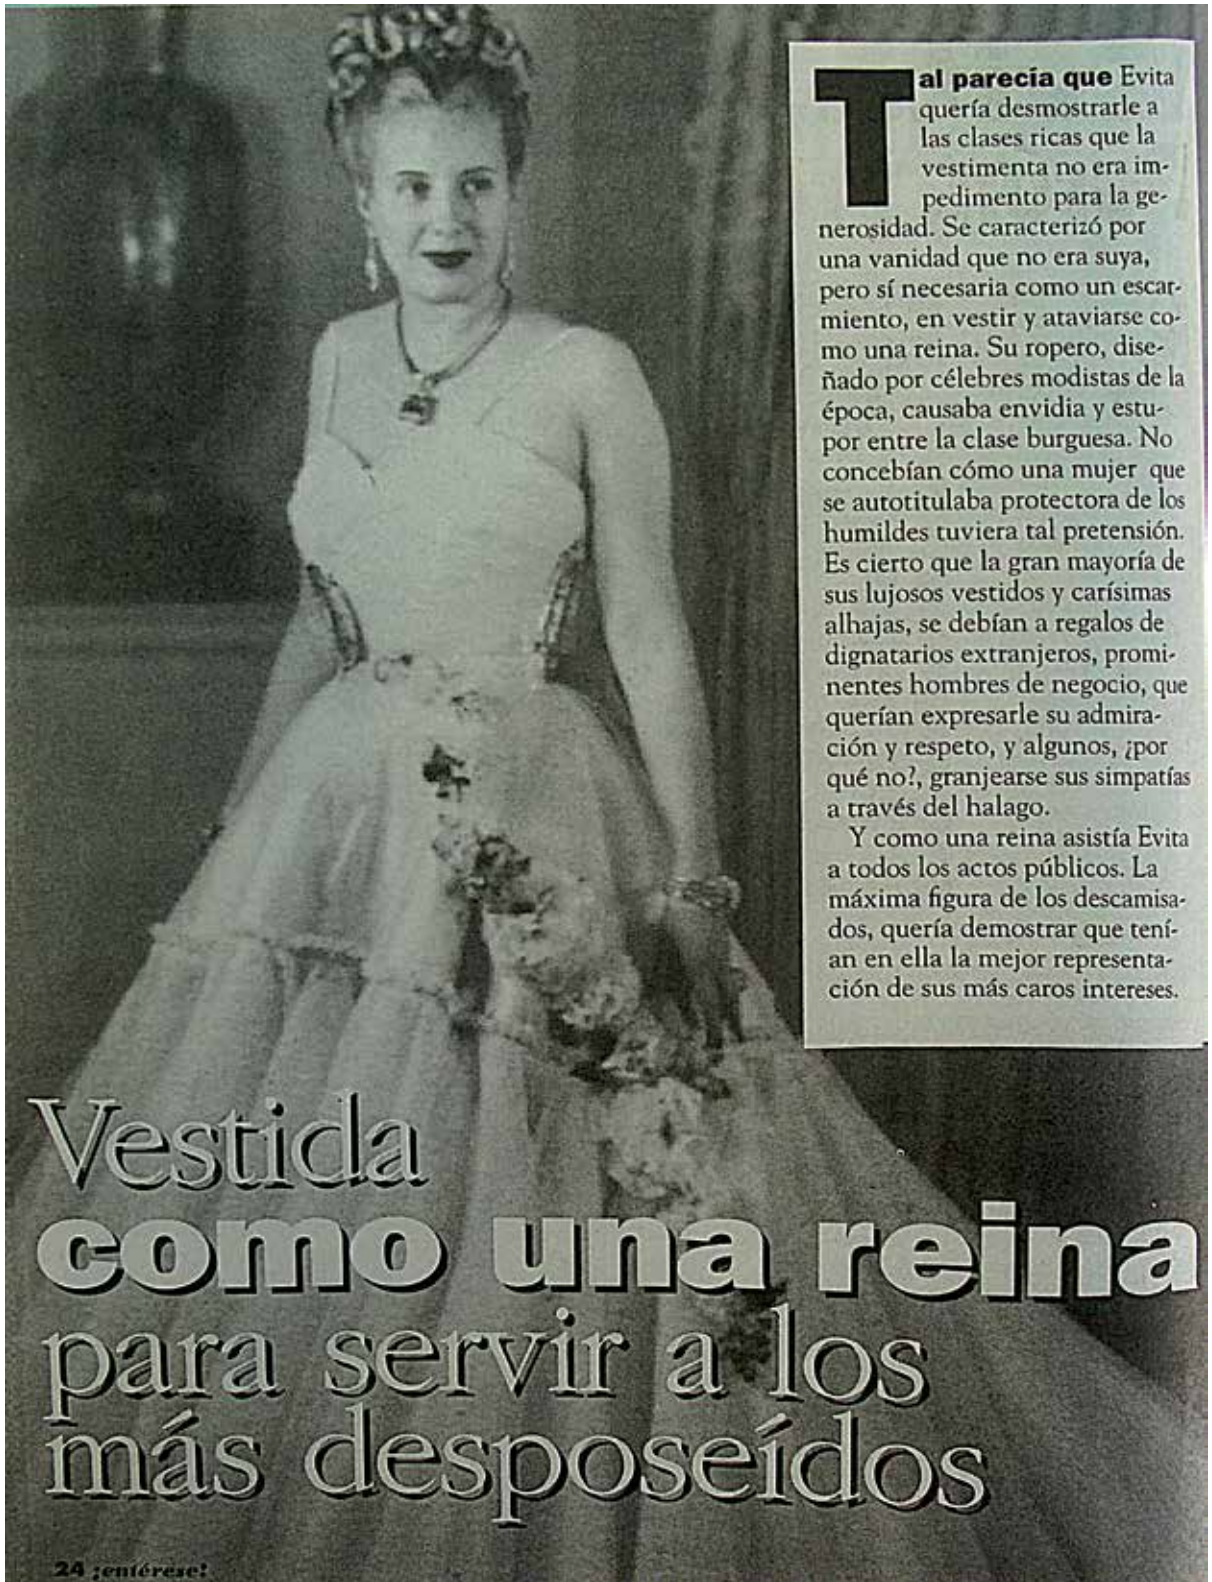 Tal parecía que Evita
quería desmostrarle a
las clases ricas que la
vestimenta no era im-
pedimento para la ge-
nerosidad. Se caracterizó por
una vanidad que no era suya,
pero sí necesaria como un escar-
miento, en vestir y ataviarse co-
mo una reina. Su ropero, dise-
ñado por célebres modistas de la
época, causaba envidia y estu-
por entre la clase burguesa. No
concebían cómo una mujer que
se autotitulaba protectora de los
humildes tuviera tal pretensión.
Es cierto que la gran mayoría de
sus lujosos vestidos y carísimas
alhajas, se debían a regalos de
dignatarios extranjeros, promi-
nentes hombres de negocio, que
querían expresarle su admira-
ción y respeto, y algunos, ¿por
qué no?, granjearse sus simpatías
a través del halago.
Y como una reina asistía Evita
a todos los actos públicos. La
máxima figura de los descamisa-
dos, quería demostrar que tení-
an en ella la mejor representa-
ción de sus más caros intereses.
Vestida
como una reina
para servir a los
más desposeídos
24 ¡entérese!